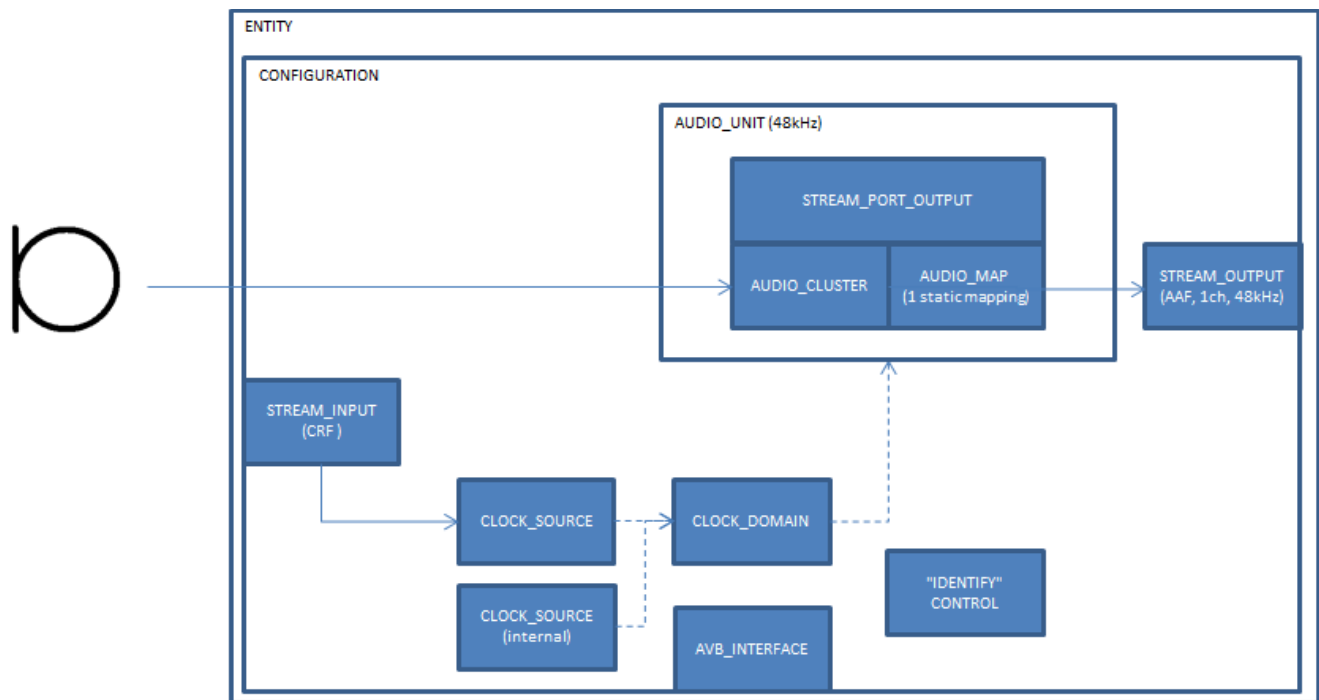 ENTITY
CONFIGURATION
AUDIO_UNIT (48kHz)
STREAM_PORT_OUTPUT
AUDIO_CLUSTER
AUDIO_MAP
(1 static mapping)
STREAM_OUTPUT
(AAF, 1ch, 48kHz)
STREAM_INPUT
(CRF )
CLOCK_SOURCE
CLOCK_DOMAIN
"IDENTIFY"
CONTROL
CLOCK_SOURCE
(internal)
AVB_INTERFACE